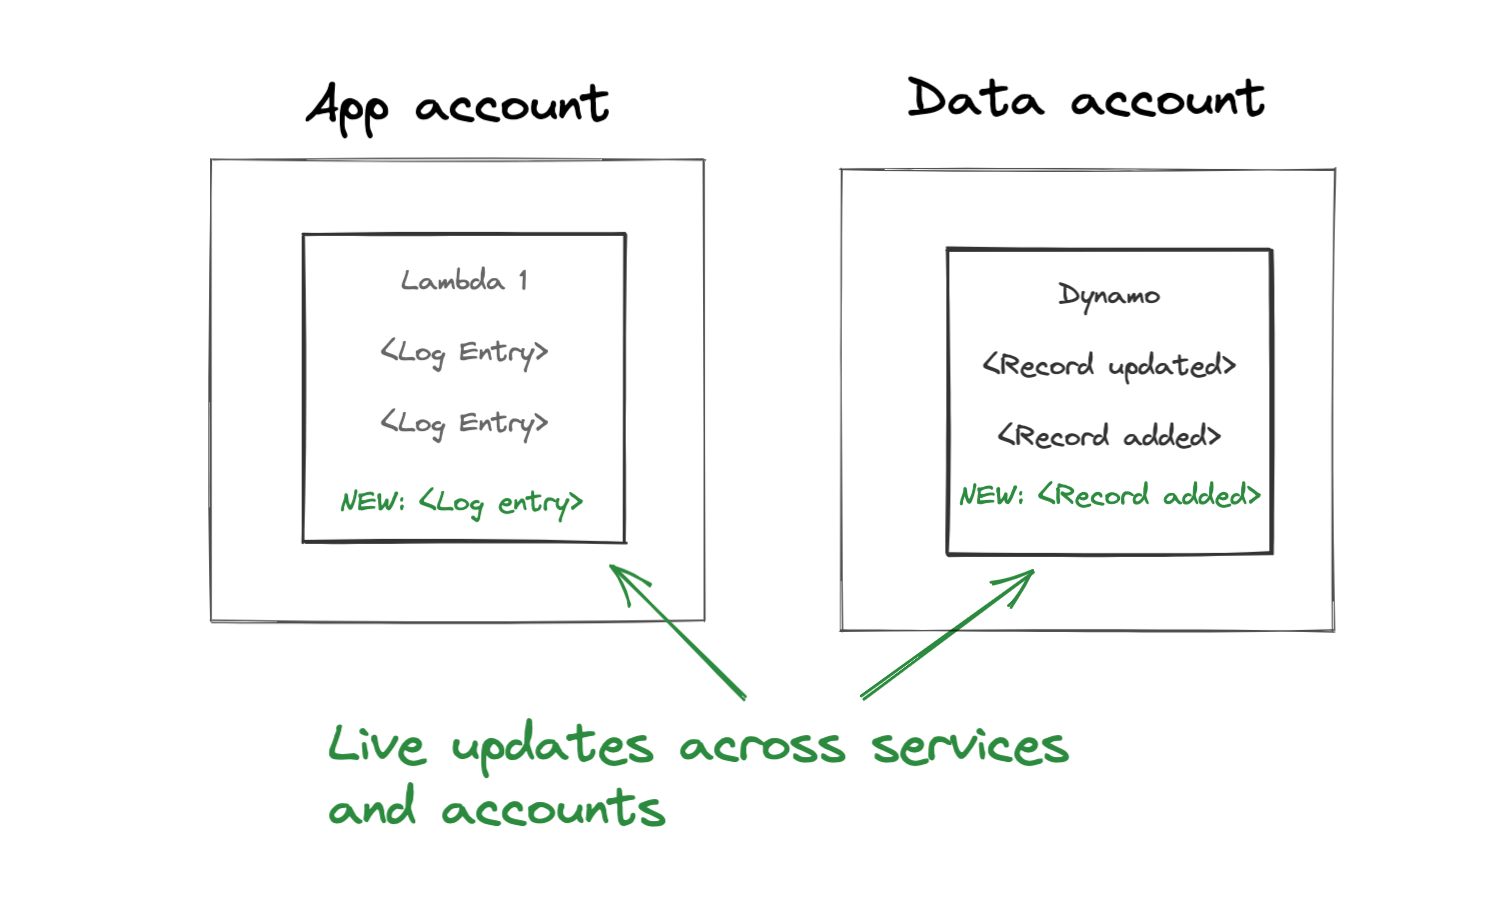 App account
Data account
Lambda 1
<Log Entry>
<Log Entry>
NEW: <Log entry>
Dynamo
<Record updated>
<Record added>
NEW: <Record added>
Live updates across services
and accounts